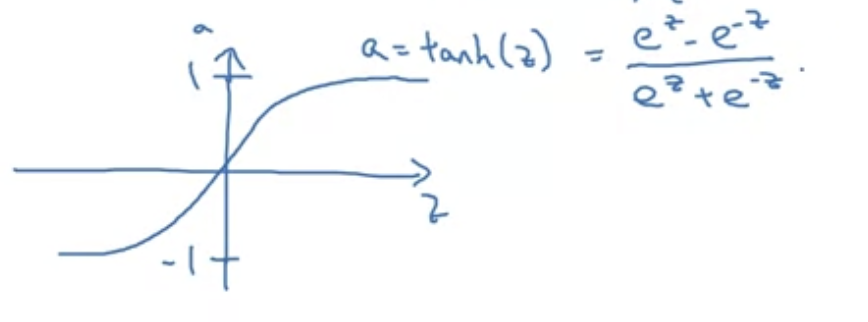 a
a = tanh(z) = (e^z - e^-z) / (e^z + e^-z).
1
z
-1